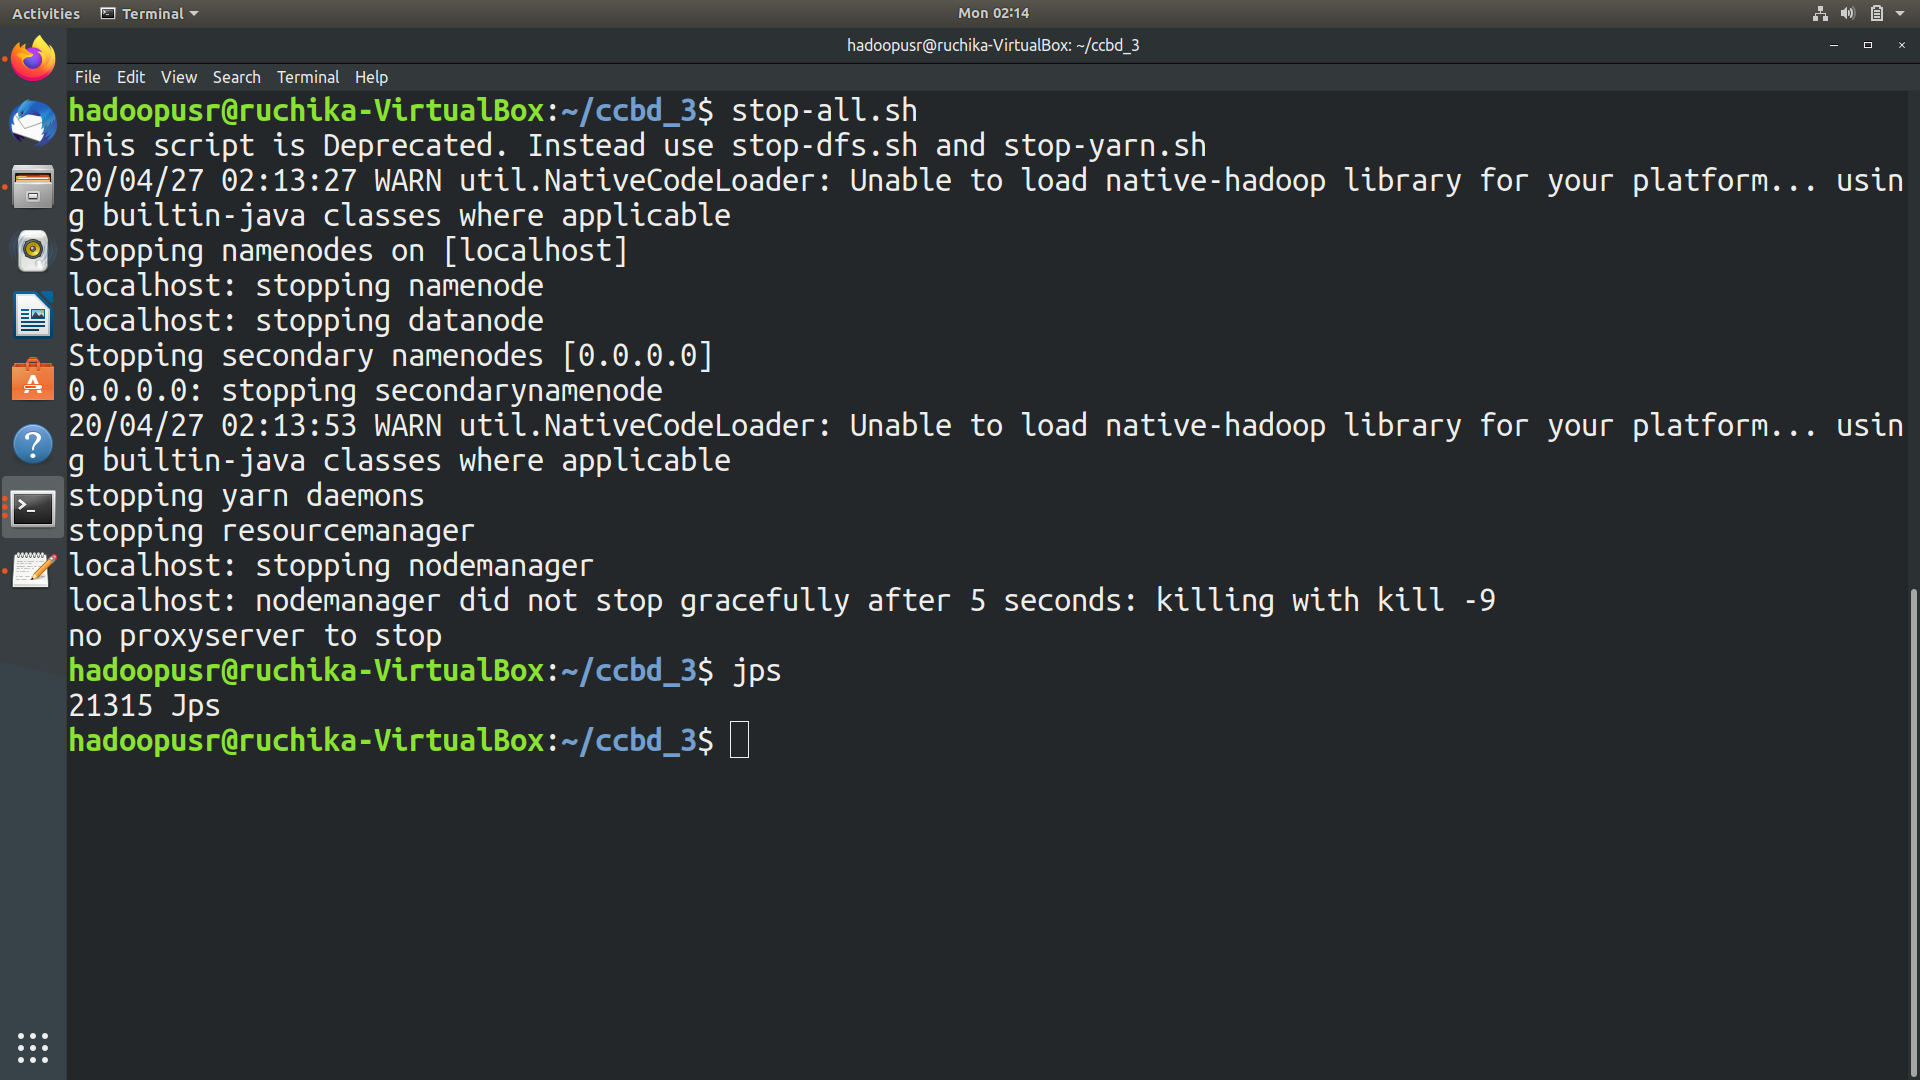 Activities Terminal Mon 02:14
hadoopusr@ruchika-VirtualBox: ~/ccbd_3
File Edit View Search Terminal Help
hadoopusr@ruchika-VirtualBox:~/ccbd_3$ stop-all.sh
This script is Deprecated. Instead use stop-dfs.sh and stop-yarn.sh
20/04/27 02:13:27 WARN util.NativeCodeLoader: Unable to load native-hadoop library for your platform... usin
g builtin-java classes where applicable
Stopping namenodes on [localhost]
localhost: stopping namenode
localhost: stopping datanode
Stopping secondary namenodes [0.0.0.0]
0.0.0.0: stopping secondarynamenode
20/04/27 02:13:53 WARN util.NativeCodeLoader: Unable to load native-hadoop library for your platform... usin
g builtin-java classes where applicable
stopping yarn daemons
stopping resourcemanager
localhost: stopping nodemanager
localhost: nodemanager did not stop gracefully after 5 seconds: killing with kill -9
no proxyserver to stop
hadoopusr@ruchika-VirtualBox:~/ccbd_3$ jps
21315 Jps
hadoopusr@ruchika-VirtualBox:~/ccbd_3$